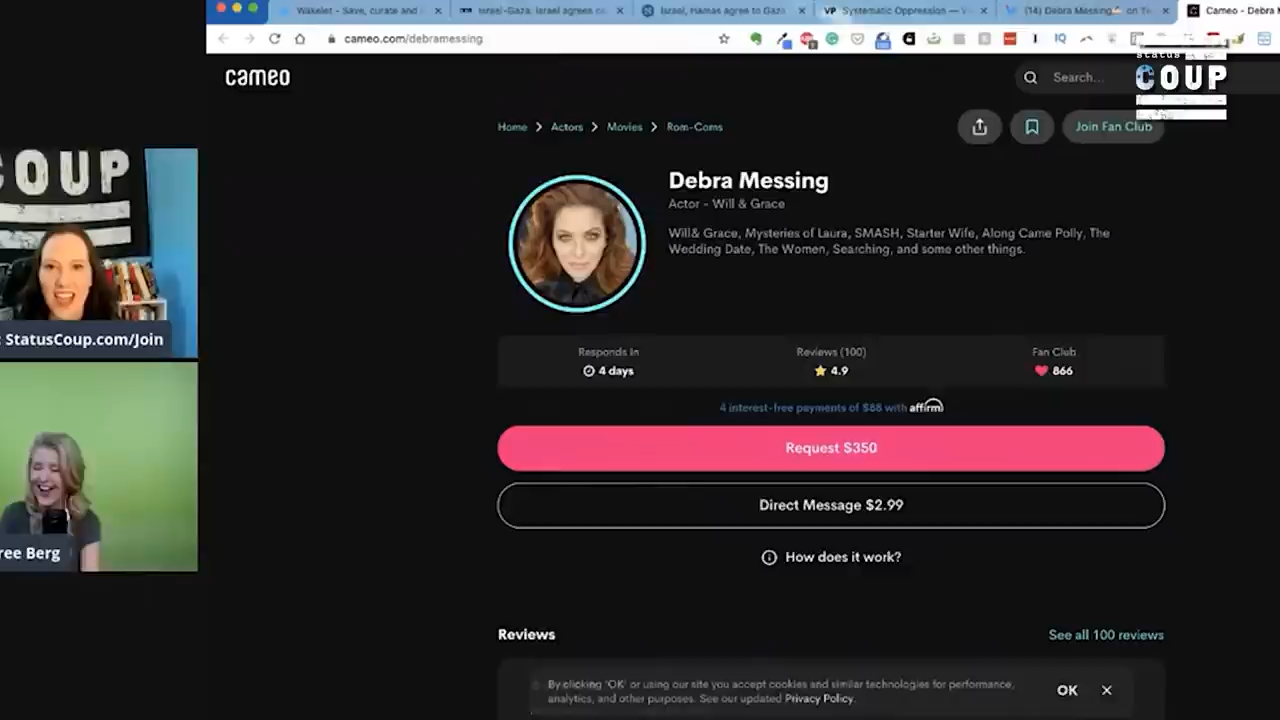 Wakelet - Save, curate and
Israel-Gaza: Israel agrees
Israel, Hamas agree to Gaza
Systematic Oppression —
(14) Debra Messing
Cameo - Debra
cameo.com/debramessing
cameo
Search...
status
COUP
Home > Actors > Movies > Rom-Coms
Join Fan Club
Debra Messing
Actor - Will & Grace
Will& Grace, Mysteries of Laura, SMASH, Starter Wife, Along Came Polly, The
Wedding Date, The Women, Searching, and some other things.
Responds In
4 days
Reviews (100)
4.9
Fan Club
866
4 interest-free payments of $88 with affirm
Request $350
Direct Message $2.99
How does it work?
Reviews
See all 100 reviews
By clicking 'OK' or using our site you accept cookies and similar technologies for performance,
analytics, and other purposes. See our updated Privacy Policy.
OK
COUP
StatusCoup.com/Join
ree Berg